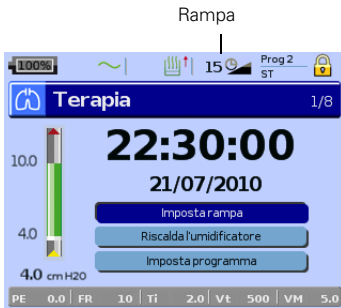 Rampa
100%
15
Prog 2
ST
Terapia
1/8
22:30:00
10.0
21/07/2010
Imposta rampa
4.0
Riscalda l'umidificatore
Imposta programma
4.0 cmH2O
PE 0.0 FR 10 Ti 2.0 Vt 500 VM 5.0